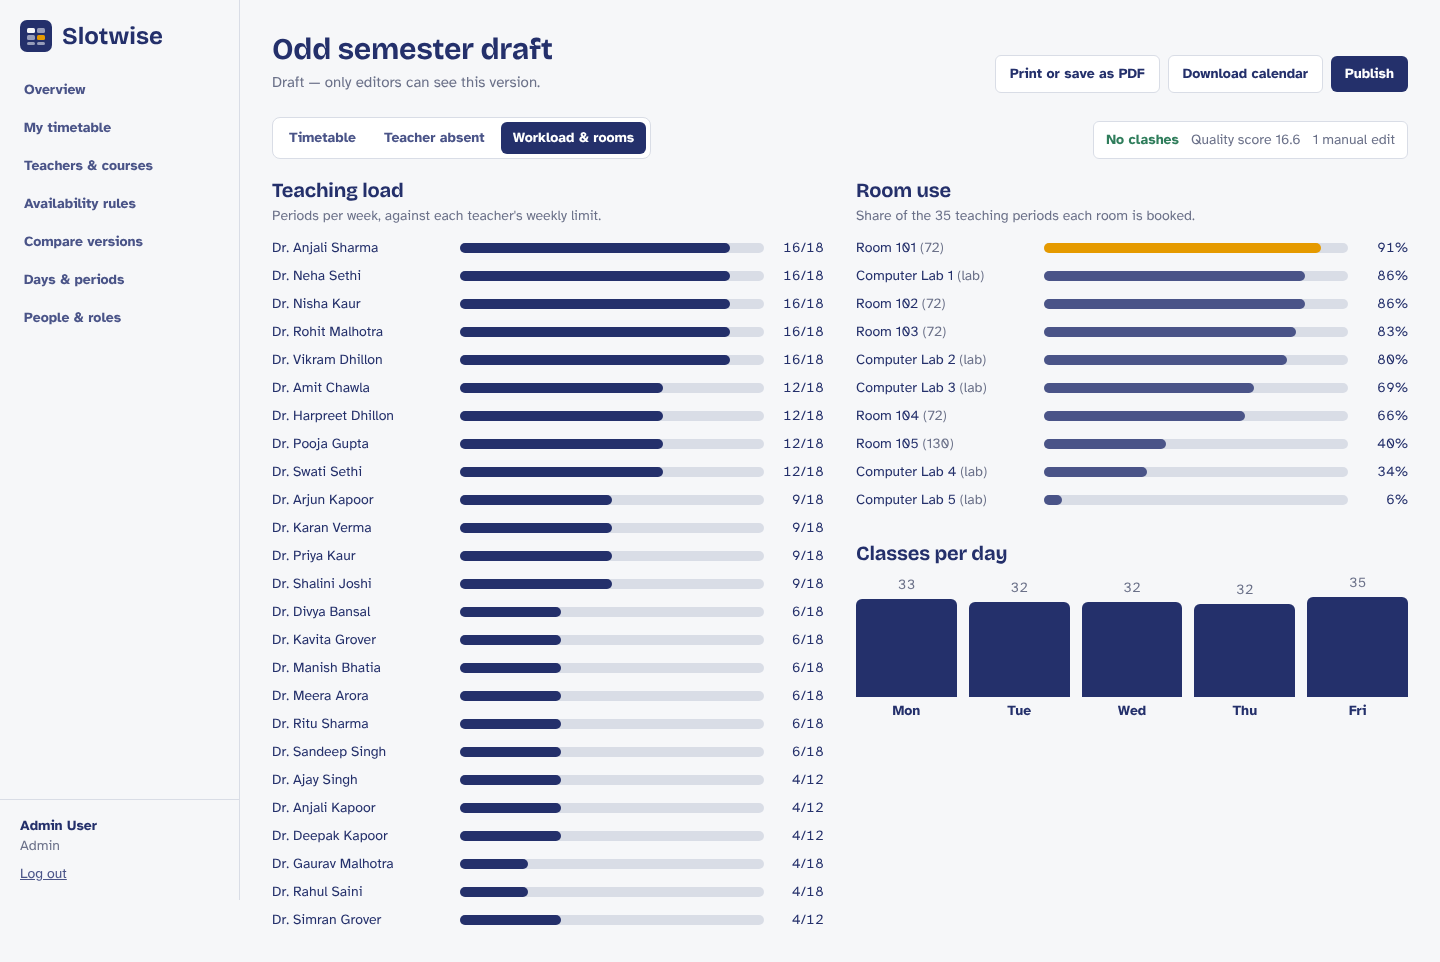 Slotwise
Overview
My timetable
Teachers & courses
Availability rules
Compare versions
Days & periods
People & roles
Admin User
Admin
Log out
Odd semester draft
Draft — only editors can see this version.
Print or save as PDF
Download calendar
Publish
Timetable
Teacher absent
Workload & rooms
No clashes Quality score 16.6 1 manual edit
Teaching load
Periods per week, against each teacher's weekly limit.
Dr. Anjali Sharma 16/18
Dr. Neha Sethi 16/18
Dr. Nisha Kaur 16/18
Dr. Rohit Malhotra 16/18
Dr. Vikram Dhillon 16/18
Dr. Amit Chawla 12/18
Dr. Harpreet Dhillon 12/18
Dr. Pooja Gupta 12/18
Dr. Swati Sethi 12/18
Dr. Arjun Kapoor 9/18
Dr. Karan Verma 9/18
Dr. Priya Kaur 9/18
Dr. Shalini Joshi 9/18
Dr. Divya Bansal 6/18
Dr. Kavita Grover 6/18
Dr. Manish Bhatia 6/18
Dr. Meera Arora 6/18
Dr. Ritu Sharma 6/18
Dr. Sandeep Singh 6/18
Dr. Ajay Singh 4/12
Dr. Anjali Kapoor 4/12
Dr. Deepak Kapoor 4/12
Dr. Gaurav Malhotra 4/18
Dr. Rahul Saini 4/18
Dr. Simran Grover 4/12
Room use
Share of the 35 teaching periods each room is booked.
Room 101 (72) 91%
Computer Lab 1 (lab) 86%
Room 102 (72) 86%
Room 103 (72) 83%
Computer Lab 2 (lab) 80%
Computer Lab 3 (lab) 69%
Room 104 (72) 66%
Room 105 (130) 40%
Computer Lab 4 (lab) 34%
Computer Lab 5 (lab) 6%
Classes per day
33 32 32 32 35
Mon Tue Wed Thu Fri